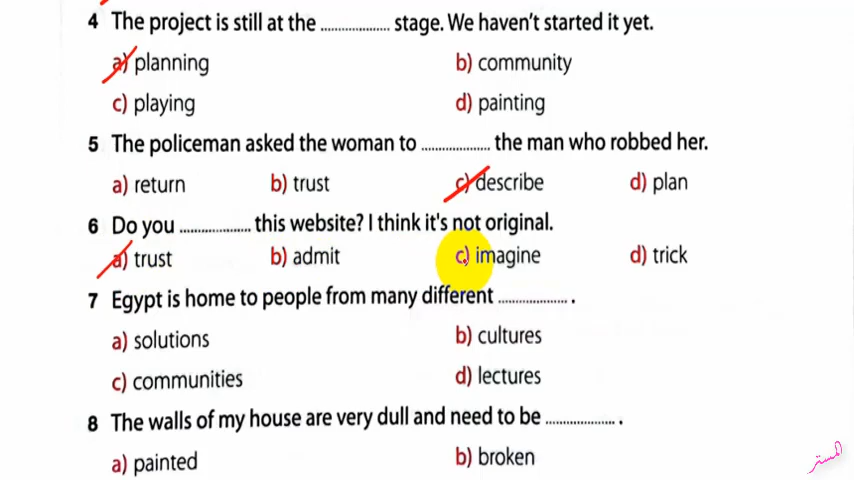 4 The project is still at the ................... stage. We haven't started it yet.
a) planning b) community
c) playing d) painting
5 The policeman asked the woman to ................... the man who robbed her.
a) return b) trust c) describe d) plan
6 Do you ................... this website? I think it's not original.
a) trust b) admit c) imagine d) trick
7 Egypt is home to people from many different ................... .
a) solutions b) cultures
c) communities d) lectures
8 The walls of my house are very dull and need to be ................... .
a) painted b) broken
المستر